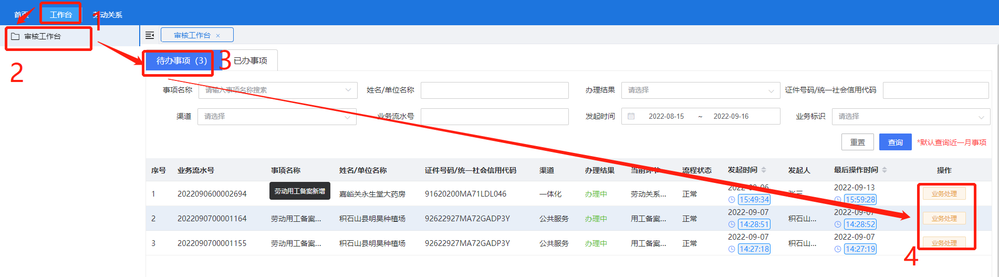 首页 工作台 1 劳动关系
审核工作台 审核工作台 ×
2
待办事项（3） 3 已办事项
事项名称 请输入事项名称搜索 姓名/单位名称 办理结果 请选择 证件号码/统一社会信用代码
渠道 请选择 业务流水号 发起时间 2022-08-15 ~ 2022-09-16 业务标识 请选择
重置 查询 *默认查询近一月事项
序号 业务流水号 事项名称 姓名/单位名称 证件号码/统一社会信用代码 渠道 办理结果 当前环节 流程状态 发起时间 发起人 最后操作时间 操作
劳动用工备案新增
1 2022090600002694 嘉峪关永生堂大药房 91620200MA71LDL046 一体化 办理中 劳动关系... 正常 2022-09-06 15:49:34 2022-09-13 15:59:28 业务处理
2 2022090700001164 劳动用工备案... 积石山县明昊种植场 92622927MA72GADP3Y 公共服务 办理中 用工备案... 正常 2022-09-07 14:28:51 积石山... 2022-09-07 14:28:52 业务处理
3 2022090700001155 劳动用工备案... 积石山县明昊种植场 92622927MA72GADP3Y 公共服务 办理中 用工备案... 正常 2022-09-07 14:27:18 积石山... 2022-09-07 14:27:19 业务处理
4